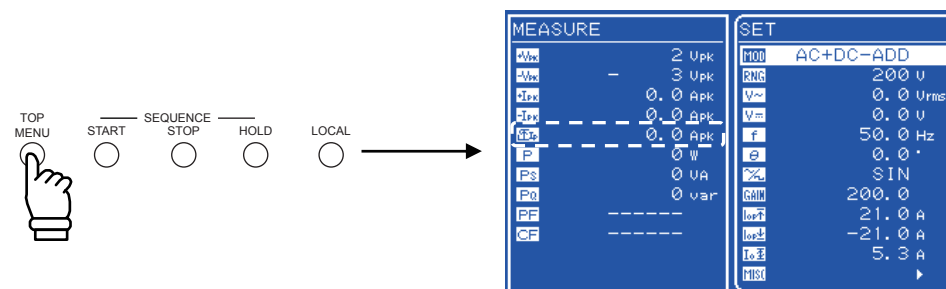 TOP
MENU
SEQUENCE
START STOP HOLD LOCAL
MEASURE
+VPK 2 VPK
-VPK - 3 VPK
+IPK 0.0 APK
-IPK 0.0 APK
0.0 APK
P 0 W
PS 0 VA
PQ 0 var
PF ------
CF ------
SET
MOD AC+DC-ADD
RNG 200 V
V~ 0.0 Vrms
V⎓ 0.0 V
f 50.0 Hz
θ 0.0°
SIN
GAIN 200.0
21.0 A
-21.0 A
5.3 A
MISC